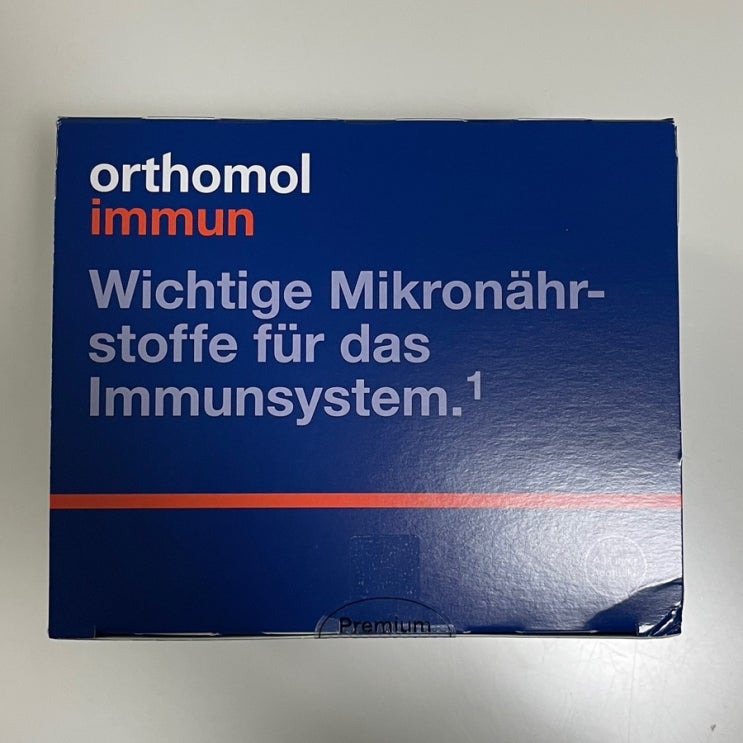 orthomol
immun
Wichtige Mikronähr-
stoffe für das
Immunsystem.¹
Premium